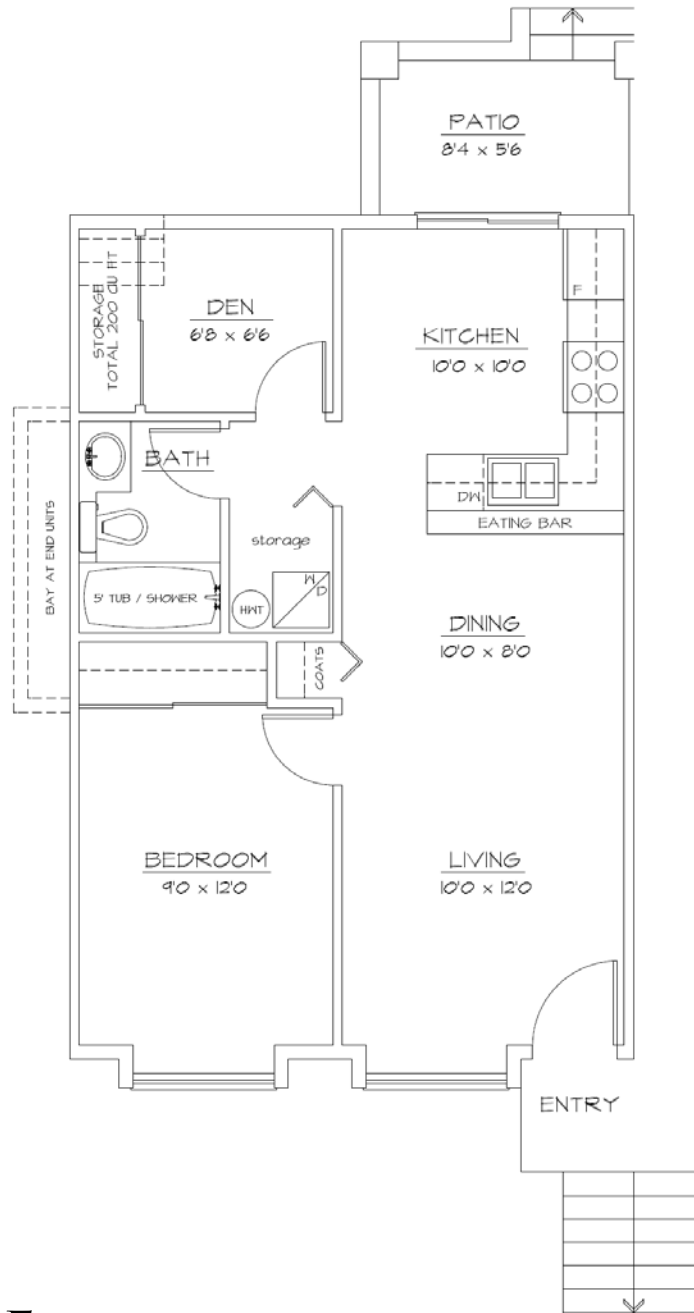 PATIO
8'4 x 5'6
STORAGE
TOTAL 200 CU FT
DEN
6'8 x 6'6
F
KITCHEN
10'0 x 10'0
BATH
DW
EATING BAR
BAY AT END UNITS
storage
W
D
HWT
5' TUB / SHOWER
DINING
10'0 x 8'0
COATS
BEDROOM
9'0 x 12'0
LIVING
10'0 x 12'0
ENTRY